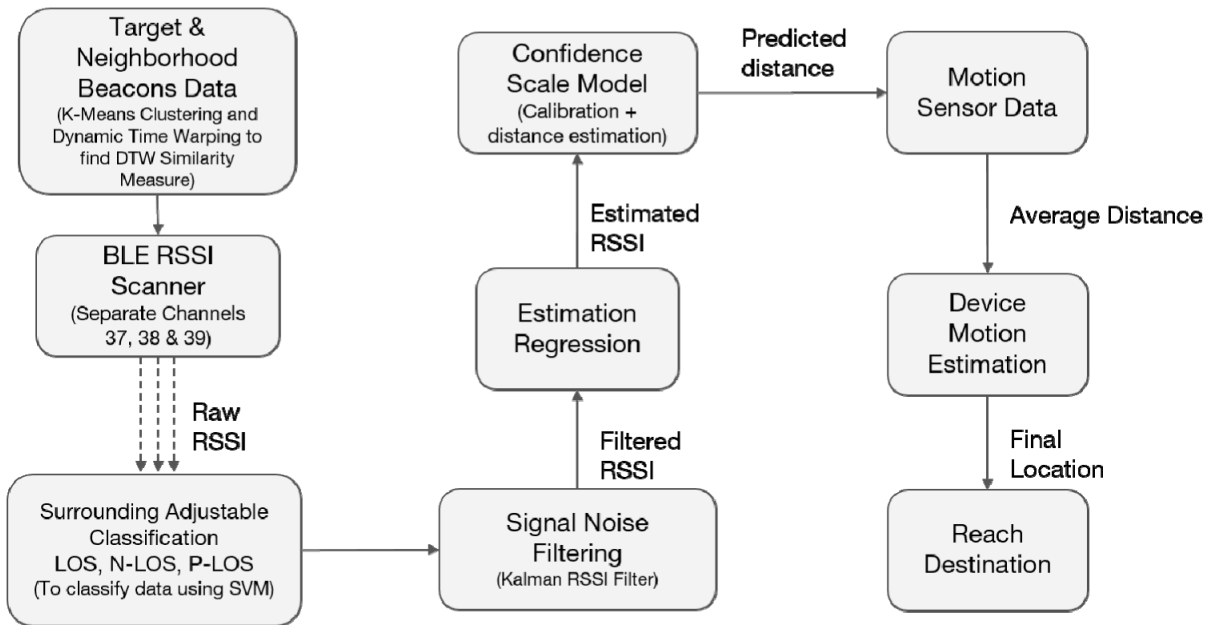 Target &
Neighborhood
Beacons Data
(K-Means Clustering and
Dynamic Time Warping to
find DTW Similarity
Measure)
BLE RSSI
Scanner
(Separate Channels
37, 38 & 39)
Raw
RSSI
Surrounding Adjustable
Classification
LOS, N-LOS, P-LOS
(To classify data using SVM)
Signal Noise
Filtering
(Kalman RSSI Filter)
Filtered
RSSI
Estimation
Regression
Estimated
RSSI
Confidence
Scale Model
(Calibration +
distance estimation)
Predicted
distance
Motion
Sensor Data
Average Distance
Device
Motion
Estimation
Final
Location
Reach
Destination